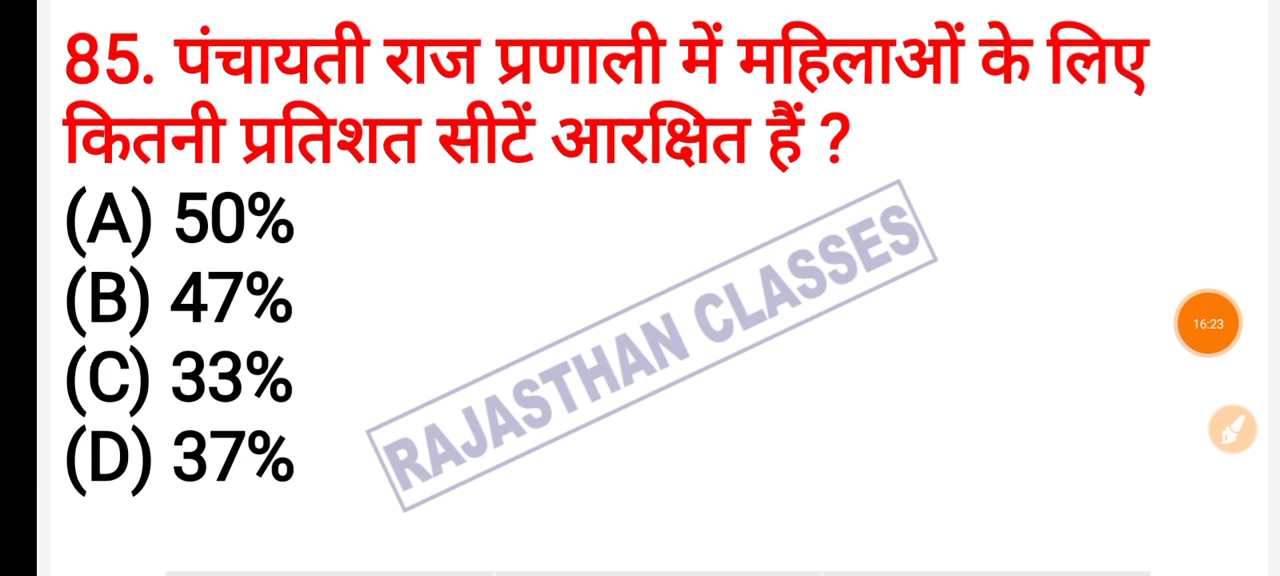 85. पंचायती राज प्रणाली में महिलाओं के लिए
कितनी प्रतिशत सीटें आरक्षित हैं ?
(A) 50%
(B) 47%
(C) 33%
(D) 37%
RAJASTHAN CLASSES
16:23